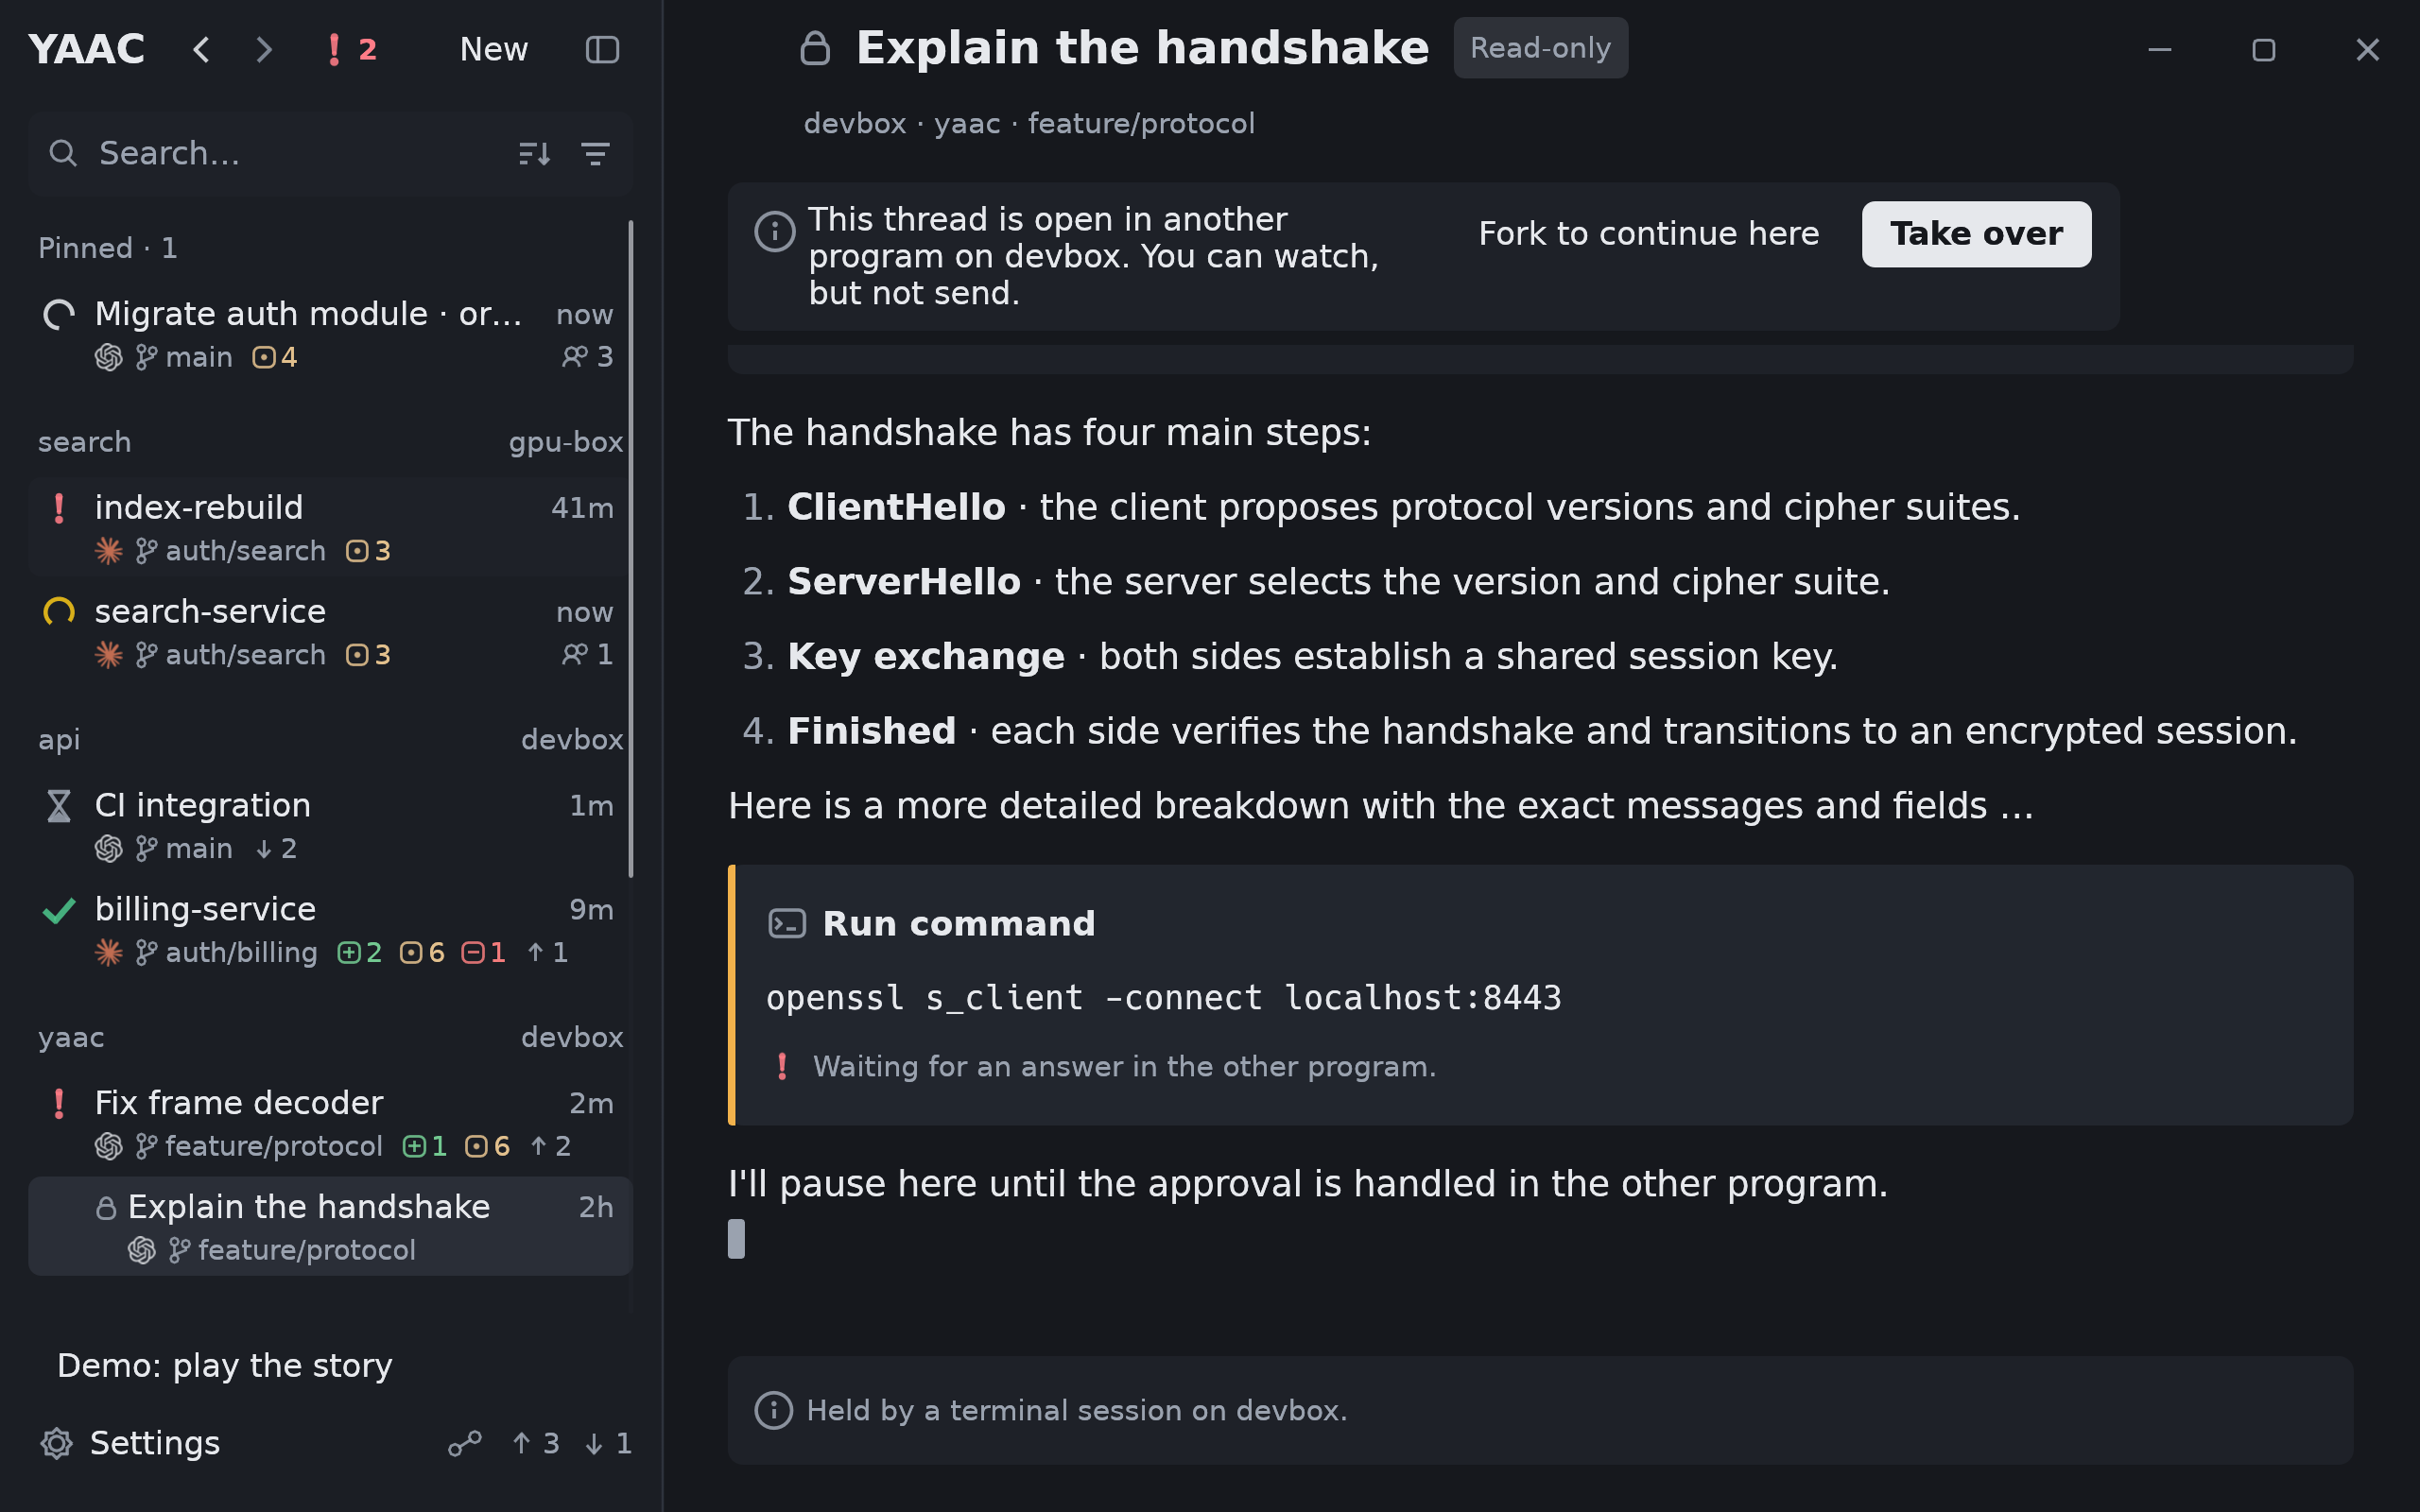 YAAC 2 New
Search...
Pinned · 1
Migrate auth module · or... now
main 4 3
search gpu-box
index-rebuild 41m
auth/search 3
search-service now
auth/search 3 1
api devbox
CI integration 1m
main ↓ 2
billing-service 9m
auth/billing 2 6 1 ↑ 1
yaac devbox
Fix frame decoder 2m
feature/protocol 1 6 ↑ 2
Explain the handshake 2h
feature/protocol
Demo: play the story
Settings ↑ 3 ↓ 1
Explain the handshake Read-only
devbox · yaac · feature/protocol
This thread is open in another
program on devbox. You can watch,
but not send.
Fork to continue here Take over
The handshake has four main steps:
1. ClientHello · the client proposes protocol versions and cipher suites.
2. ServerHello · the server selects the version and cipher suite.
3. Key exchange · both sides establish a shared session key.
4. Finished · each side verifies the handshake and transitions to an encrypted session.
Here is a more detailed breakdown with the exact messages and fields ...
Run command
openssl s_client -connect localhost:8443
Waiting for an answer in the other program.
I'll pause here until the approval is handled in the other program.
Held by a terminal session on devbox.